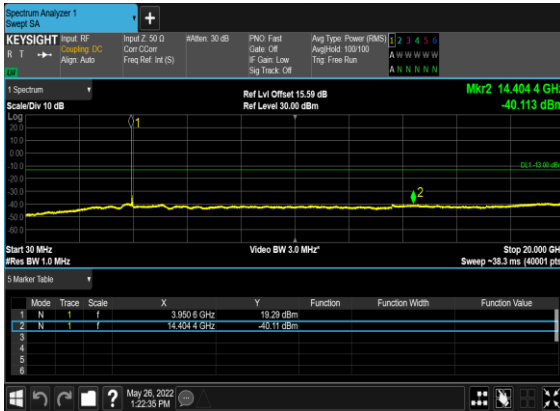 Spectrum Analyzer 1
Swept SA
+
KEYSIGHT Input: RF Input Z: 50 Ω #Atten: 30 dB PNO: Fast Avg Type: Power (RMS) 1 2 3 4 5 6
R T Coupling: DC Corr CCorr Gate: Off Avg|Hold: 100/100 A W W W W W
Align: Auto Freq Ref: Int (S) IF Gain: Low Trig: Free Run
Sig Track: Off A N N N N N
1 Spectrum Ref Lvl Offset 15.59 dB Mkr2 14.404 4 GHz
Scale/Div 10 dB Ref Level 30.00 dBm -40.113 dBm
Log
20.0
10.0
0.00
-10.0
-20.0
-30.0
-40.0
-50.0
-60.0
1
DL1 -13.00 dBm
2
Start 30 MHz Video BW 3.0 MHz* Stop 20.000 GHz
#Res BW 1.0 MHz Sweep ~38.3 ms (40001 pts)
5 Marker Table
Mode Trace Scale X Y Function Function Width Function Value
1 N 1 f 3.950 6 GHz 19.29 dBm
2 N 1 f 14.404 4 GHz -40.11 dBm
3
4
5
6
? May 26, 2022
1:22:35 PM